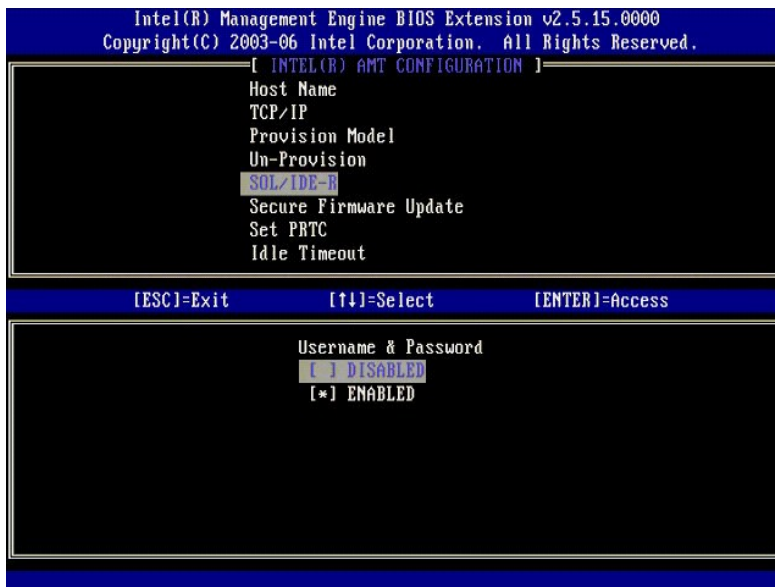 Intel(R) Management Engine BIOS Extension v2.5.15.0000
Copyright(C) 2003-06 Intel Corporation. All Rights Reserved.
[ INTEL(R) AMT CONFIGURATION ]
Host Name
TCP/IP
Provision Model
Un-Provision
SOL/IDE-R
Secure Firmware Update
Set PRTC
Idle Timeout
[ESC]=Exit [↑↓]=Select [ENTER]=Access
Username & Password
[ ] DISABLED
[*] ENABLED